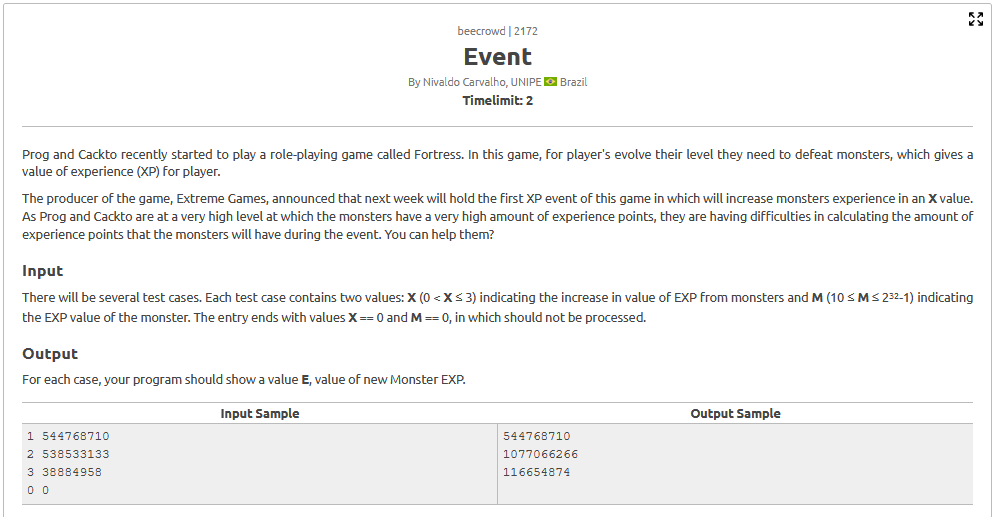 beecrowd | 2172
Event
By Nivaldo Carvalho, UNIPE Brazil
Timelimit: 2
Prog and Cackto recently started to play a role-playing game called Fortress. In this game, for player's evolve their level they need to defeat monsters, which gives a
value of experience (XP) for player.
The producer of the game, Extreme Games, announced that next week will hold the first XP event of this game in which will increase monsters experience in an X value.
As Prog and Cackto are at a very high level at which the monsters have a very high amount of experience points, they are having difficulties in calculating the amount of
experience points that the monsters will have during the event. You can help them?
Input
There will be several test cases. Each test case contains two values: X (0 < X ≤ 3) indicating the increase in value of EXP from monsters and M (10 ≤ M ≤ 2³²-1) indicating
the EXP value of the monster. The entry ends with values X == 0 and M == 0, in which should not be processed.
Output
For each case, your program should show a value E, value of new Monster EXP.
Input Sample Output Sample
1 544768710 544768710
2 538533133 1077066266
3 38884958 116654874
0 0